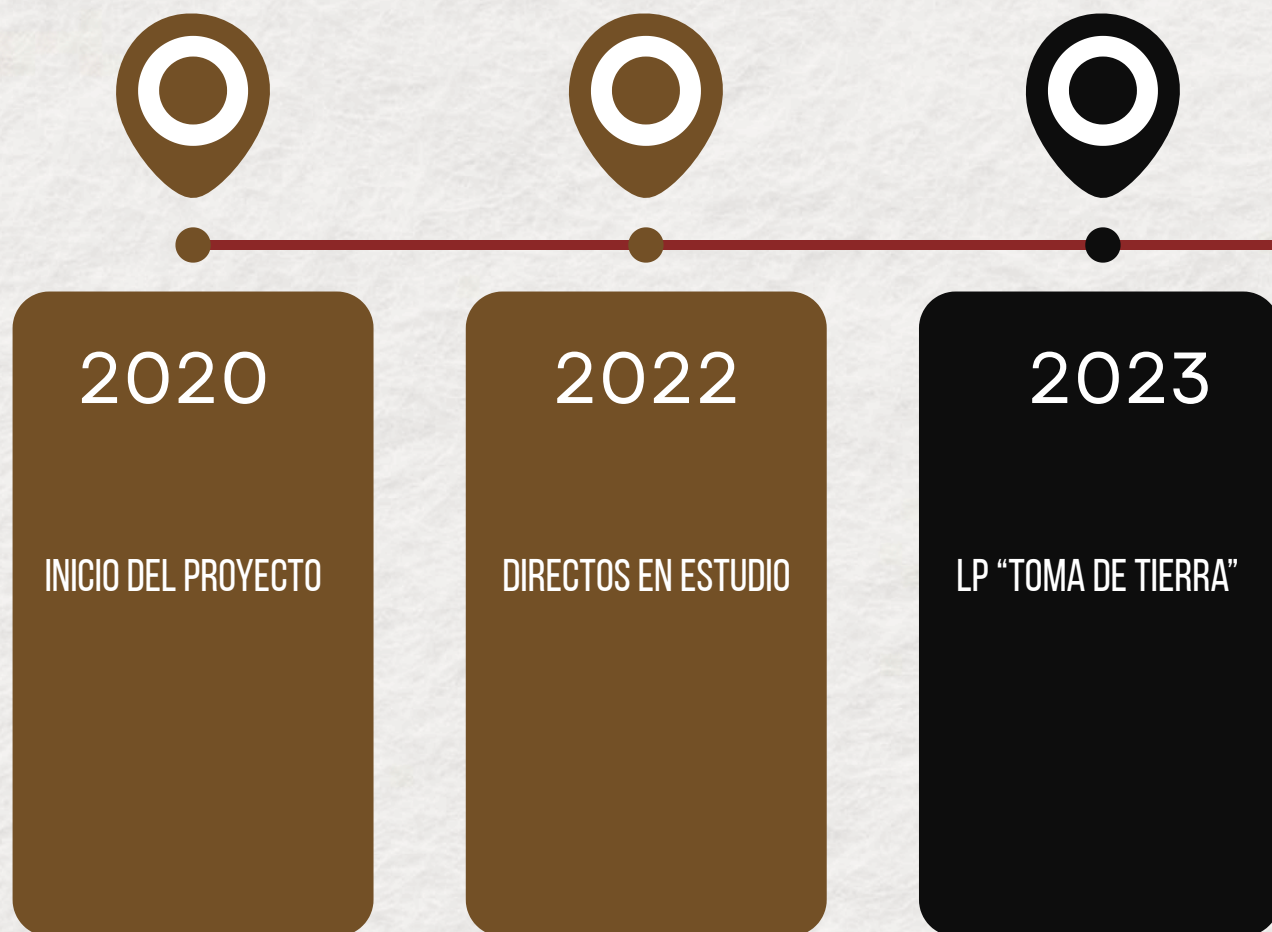 2020
INICIO DEL PROYECTO
2022
DIRECTOS EN ESTUDIO
2023
LP “TOMA DE TIERRA”